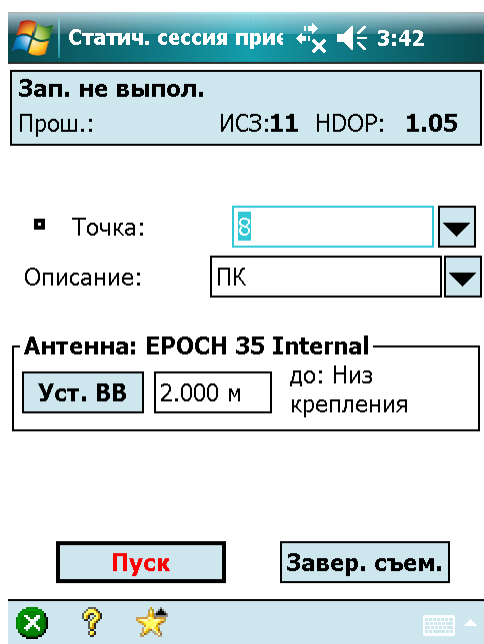 Статич. сессия прие 3:42
Зап. не выпол.
Прош.: ИСЗ:11 HDOP: 1.05
Точка: 8
Описание: ПК
Антенна: EPOCH 35 Internal
Уст. ВВ 2.000 м до: Низ крепления
Пуск Завер. съем.